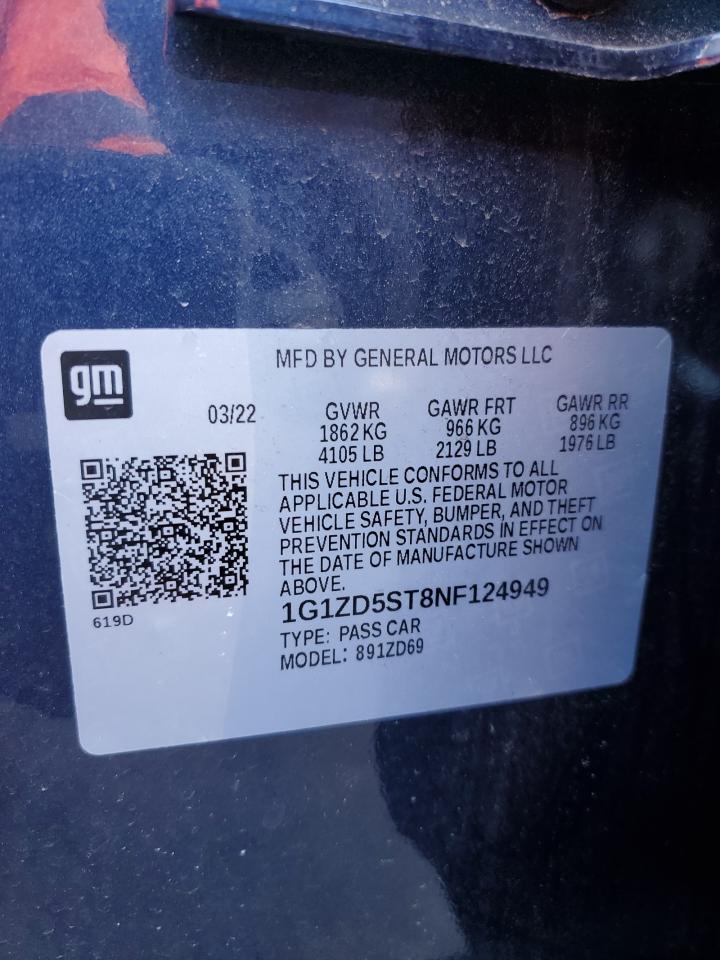 gm
MFD BY GENERAL MOTORS LLC
03/22
GVWR GAWR FRT GAWR RR
1862 KG 966 KG 896 KG
4105 LB 2129 LB 1976 LB
THIS VEHICLE CONFORMS TO ALL
APPLICABLE U.S. FEDERAL MOTOR
VEHICLE SAFETY, BUMPER, AND THEFT
PREVENTION STANDARDS IN EFFECT ON
THE DATE OF MANUFACTURE SHOWN
ABOVE.
619D
1G1ZD5ST8NF124949
TYPE: PASS CAR
MODEL: 891ZD69